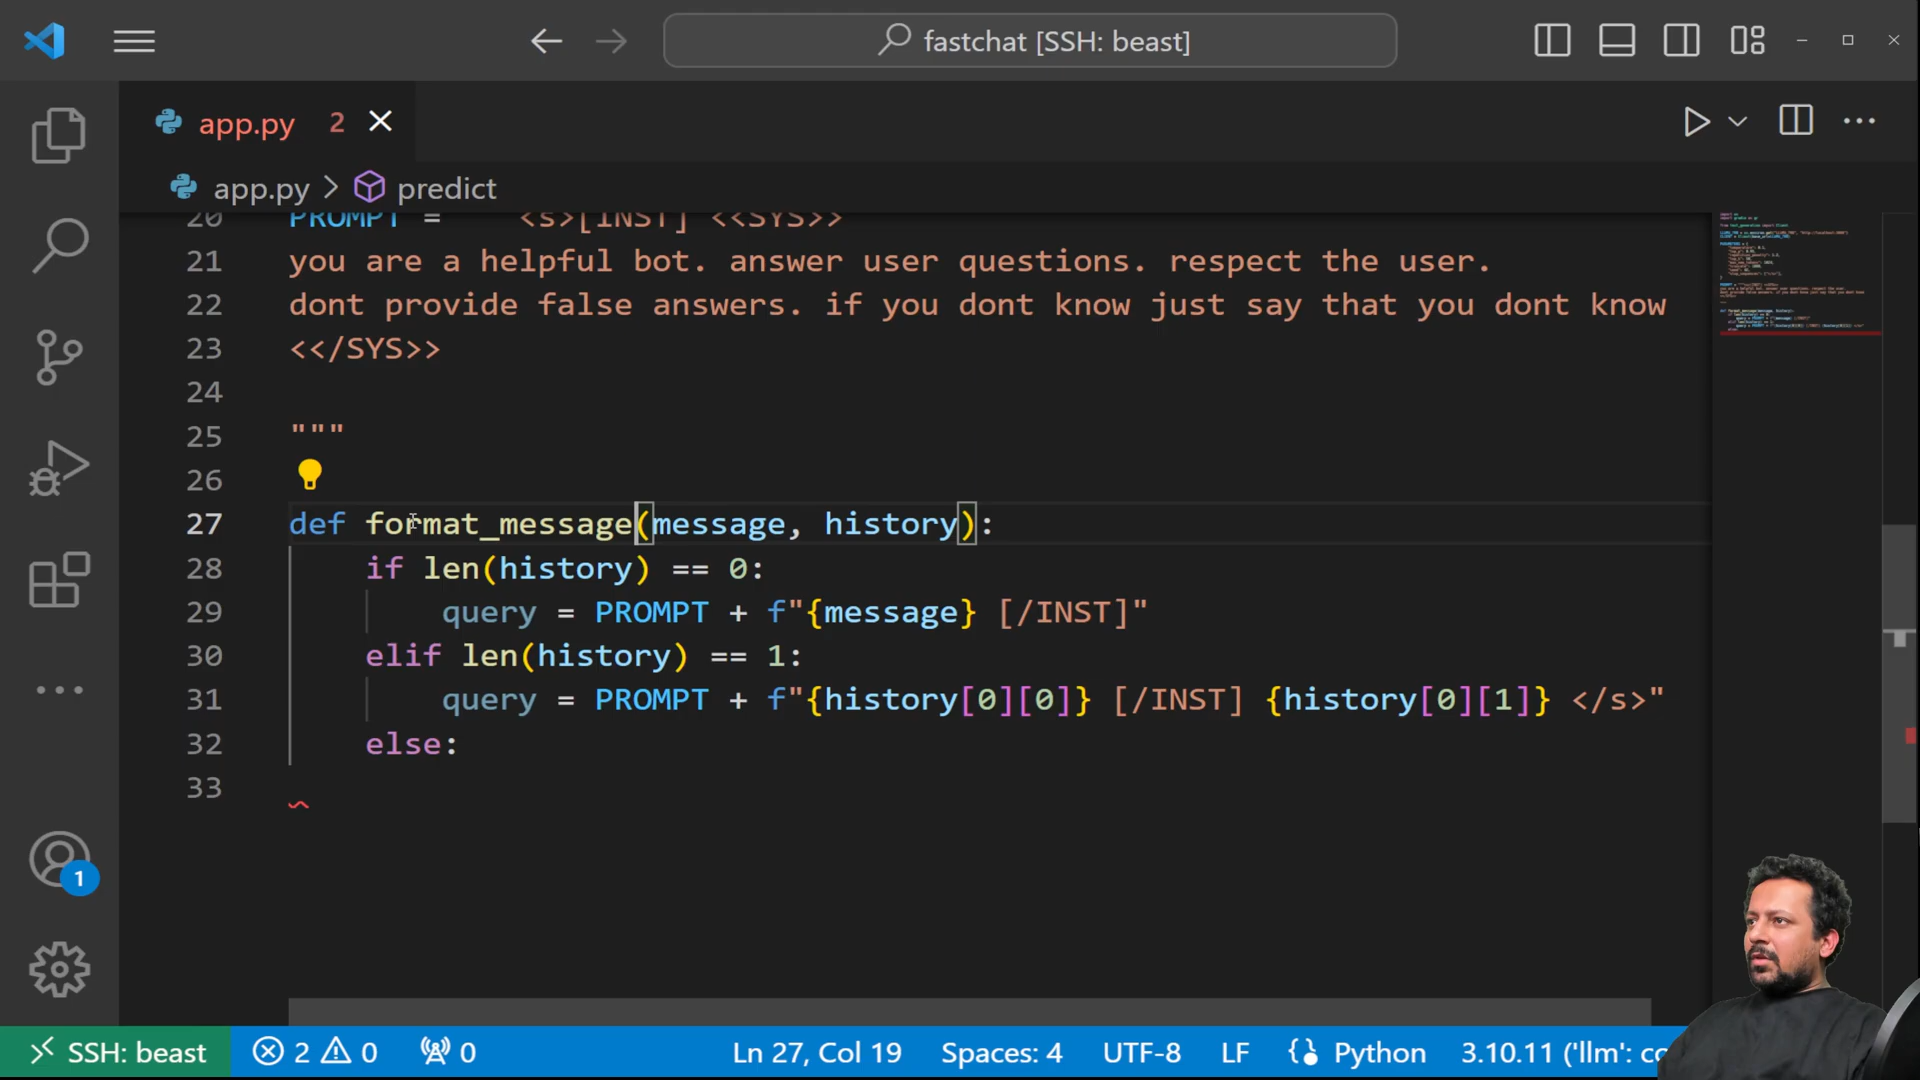 fastchat [SSH: beast]
app.py 2
app.py > predict
20 PROMPT = <s>[INST] <<SYS>>
21 you are a helpful bot. answer user questions. respect the user.
22 dont provide false answers. if you dont know just say that you dont know
23 <</SYS>>
24
25 """
26
27 def format_message(message, history):
28 if len(history) == 0:
29 query = PROMPT + f"{message} [/INST]"
30 elif len(history) == 1:
31 query = PROMPT + f"{history[0][0]} [/INST] {history[0][1]} </s>"
32 else:
33
1
SSH: beast 2 0 0 Ln 27, Col 19 Spaces: 4 UTF-8 LF Python 3.10.11 ('llm':